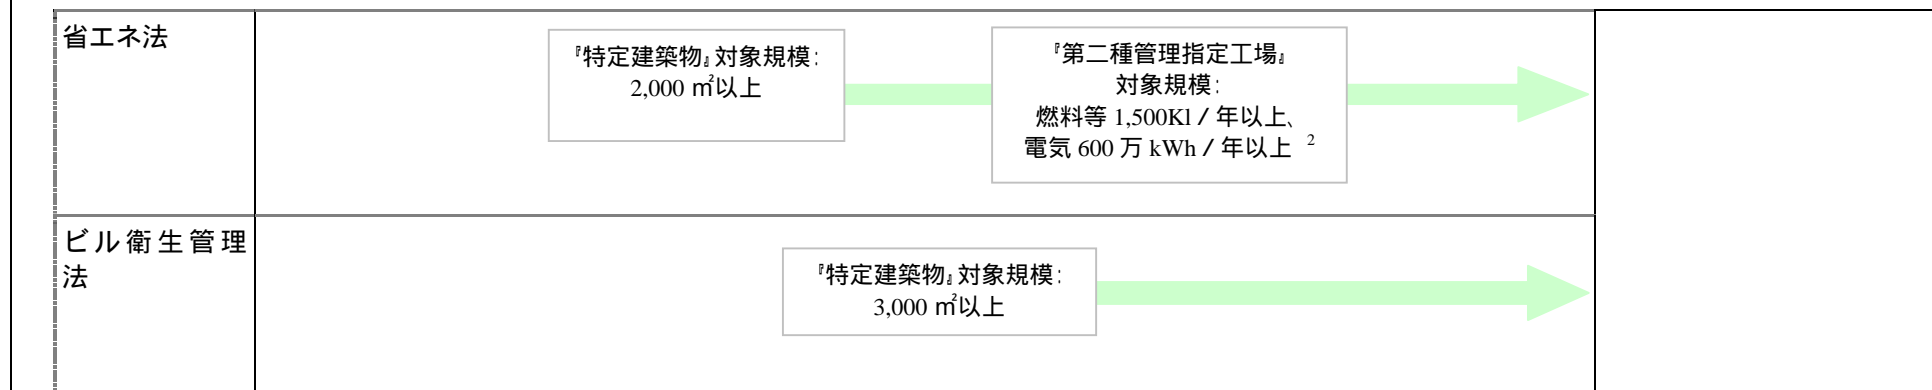 省エネ法
『特定建築物』対象規模:
2,000 ㎡以上
『第二種管理指定工場』
対象規模:
燃料等 1,500Kl / 年以上、
電気 600 万 kWh / 年以上 2
ビル衛生管理
法
『特定建築物』対象規模:
3,000 ㎡以上